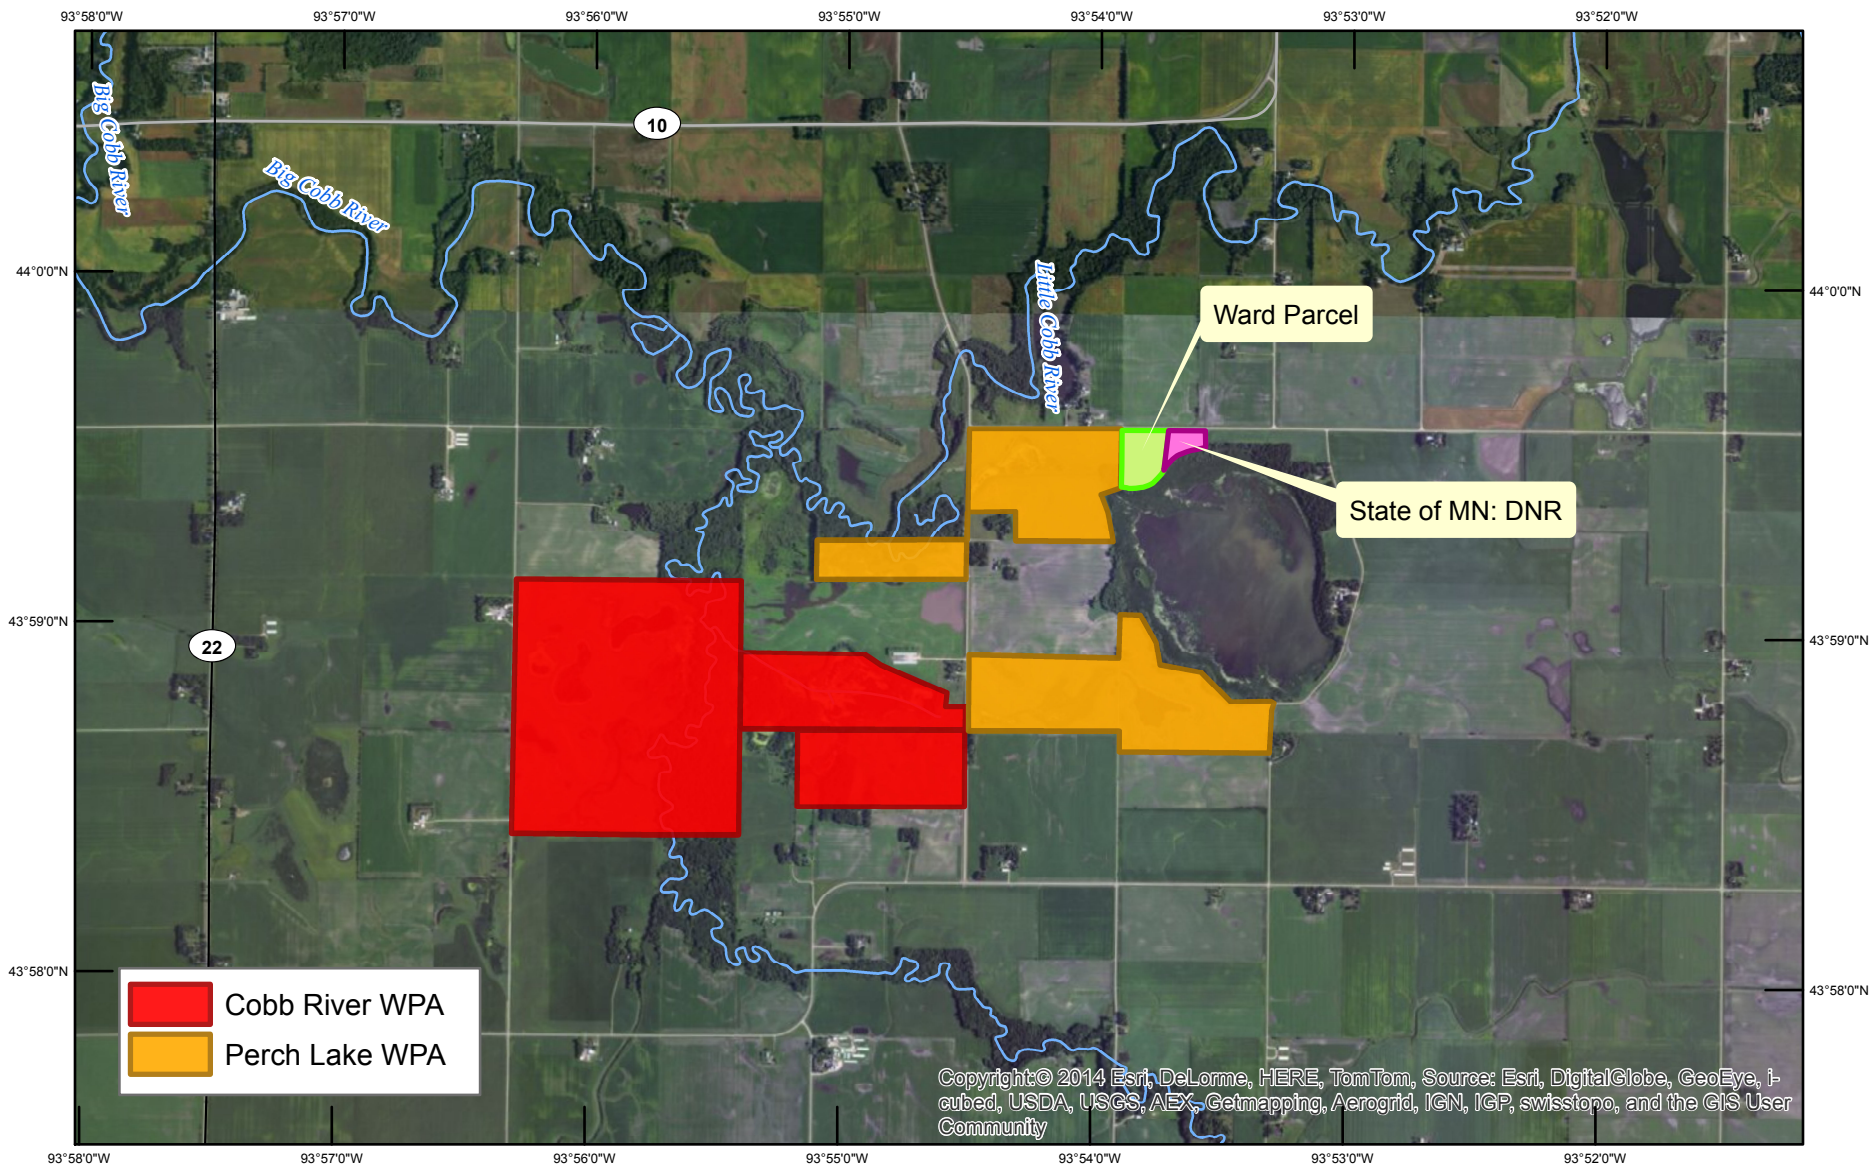 93°58'0"W 93°57'0"W 93°56'0"W 93°55'0"W 93°54'0"W 93°53'0"W 93°52'0"W
Big Cobb River
10
Big Cobb River
44°0'0"N
44°0'0"N
Little Cobb River
Ward Parcel
State of MN: DNR
43°59'0"N
43°59'0"N
22
43°58'0"N
43°58'0"N
Cobb River WPA
Perch Lake WPA
Copyright:© 2014 Esri, DeLorme, HERE, TomTom, Source: Esri, DigitalGlobe, GeoEye, i-
cubed, USDA, USGS, AEX, Getmapping, Aerogrid, IGN, IGP, swisstopo, and the GIS User
Community
93°58'0"W 93°57'0"W 93°56'0"W 93°55'0"W 93°54'0"W 93°53'0"W 93°52'0"W